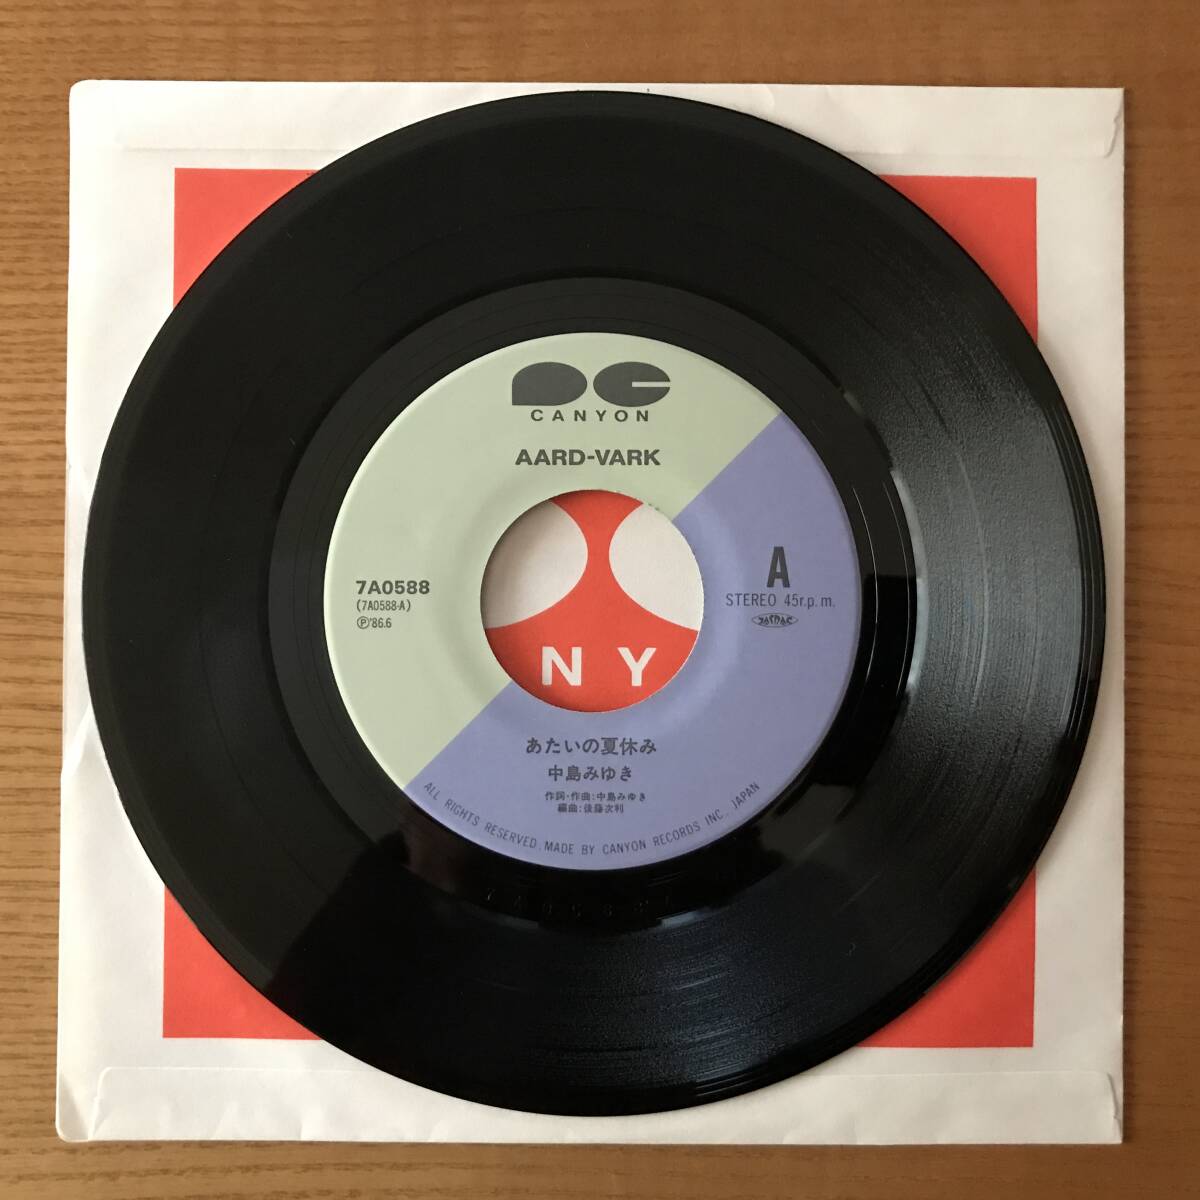 CANYON
AARD-VARK
7A0588
(7A0588-A)
Ⓟ'86.6
A
STEREO 45r.p.m.
NY
あたいの夏休み
中島みゆき
作詞・作曲:中島みゆき
編曲:後藤次利
ALL RIGHTS RESERVED. MADE BY CANYON RECORDS INC., JAPAN